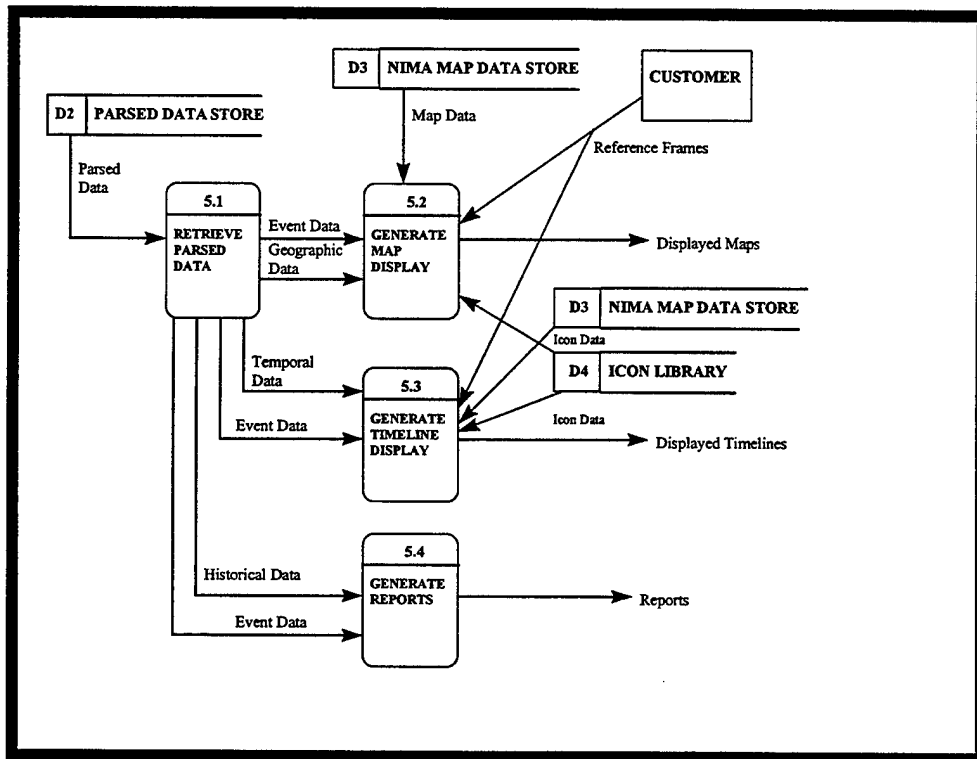 D3 NIMA MAP DATA STORE
CUSTOMER
D2 PARSED DATA STORE
Map Data
Reference Frames
Parsed
Data
5.1
RETRIEVE
PARSED
DATA
Event Data
Geographic
Data
5.2
GENERATE
MAP
DISPLAY
Displayed Maps
D3 NIMA MAP DATA STORE
Icon Data
D4 ICON LIBRARY
Icon Data
Temporal
Data
Event Data
5.3
GENERATE
TIMELINE
DISPLAY
Displayed Timelines
Historical Data
Event Data
5.4
GENERATE
REPORTS
Reports